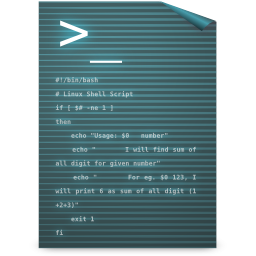 >_
#!/bin/bash
# Linux Shell Script
if [ $# -ne 1 ]
then
echo "Usage: $0 number"
echo " I will find sum of
all digit for given number"
echo " For eg. $0 123, I
will print 6 as sum of all digit (1
+2+3)"
exit 1
fi